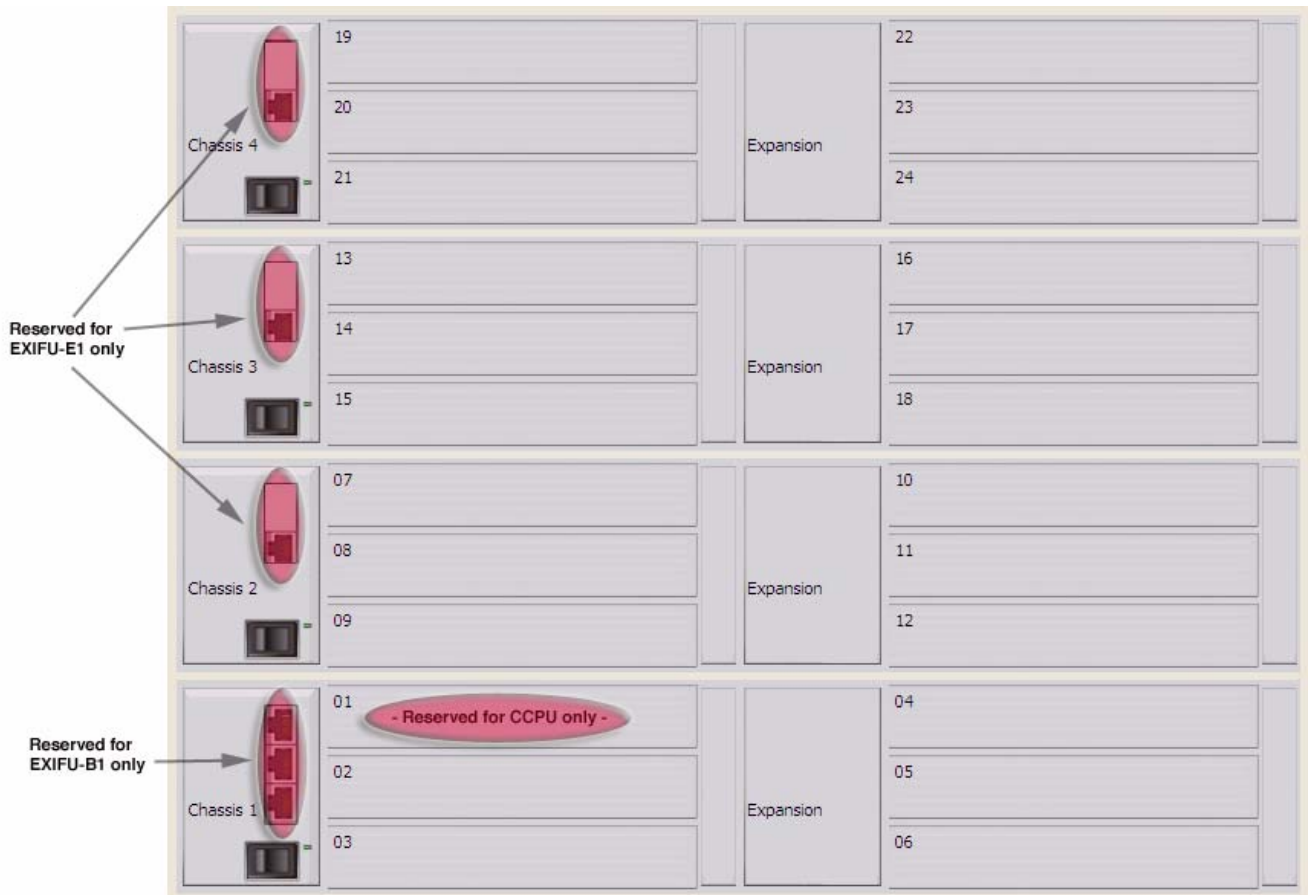 19
22
20
23
Chassis 4
Expansion
21
24
13
16
Reserved for
EXIFU-E1 only
14
17
Chassis 3
Expansion
15
18
07
10
08
11
Chassis 2
Expansion
09
12
01
- Reserved for CCPU only -
04
Reserved for
EXIFU-B1 only
02
05
Chassis 1
Expansion
03
06